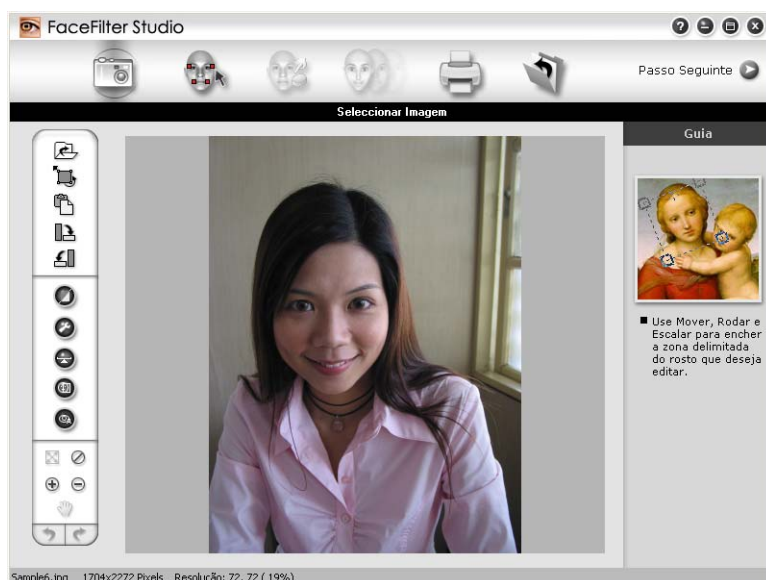 FaceFilter Studio
Passo Seguinte
Seleccionar Imagem
Guia
Use Mover, Rodar e
Escalar para encher
a zona delimitada
do rosto que deseja
editar.
Sample6.jpg 1704x2272 Pixels Resolução: 72, 72 ( 19%)